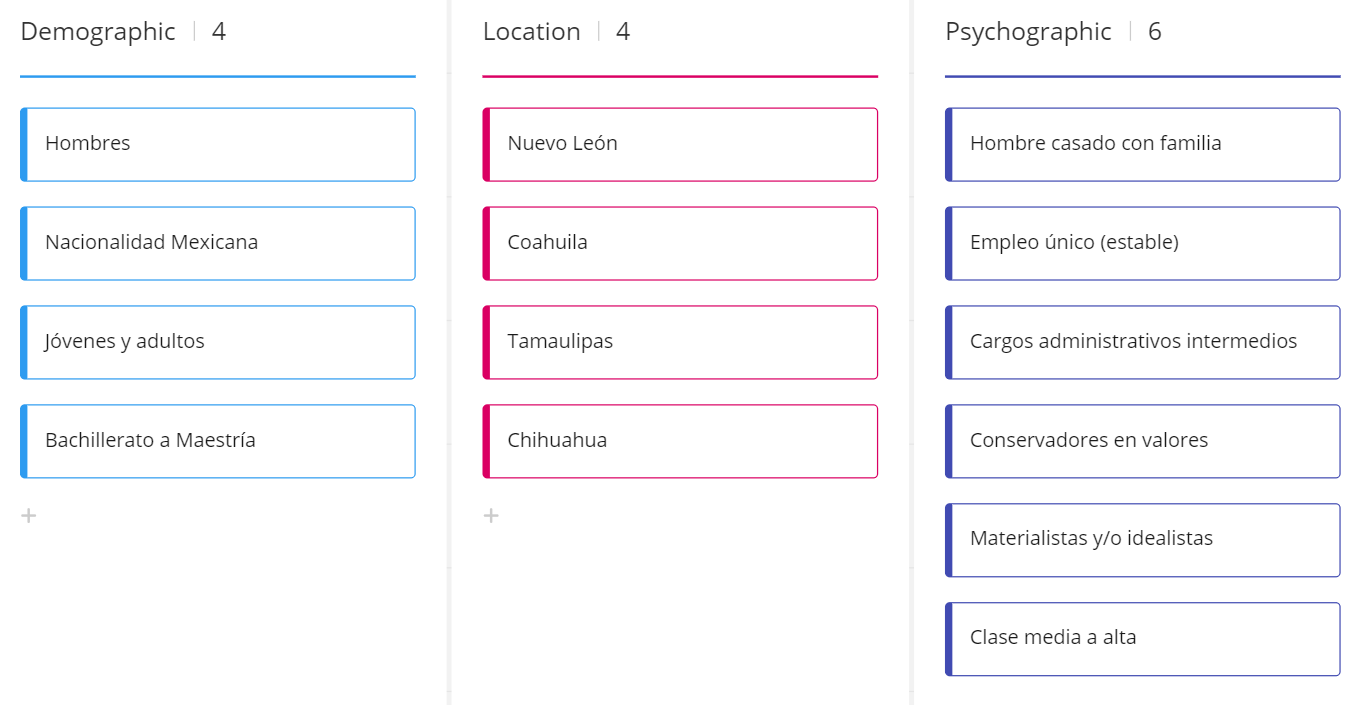 Demographic | 4
Hombres
Nacionalidad Mexicana
Jóvenes y adultos
Bachillerato a Maestría
+
Location | 4
Nuevo León
Coahuila
Tamaulipas
Chihuahua
+
Psychographic | 6
Hombre casado con familia
Empleo único (estable)
Cargos administrativos intermedios
Conservadores en valores
Materialistas y/o idealistas
Clase media a alta